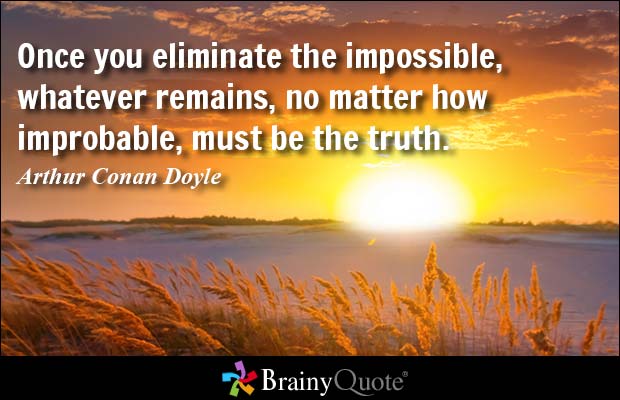 Once you eliminate the impossible,
whatever remains, no matter how
improbable, must be the truth.
Arthur Conan Doyle
BrainyQuote®